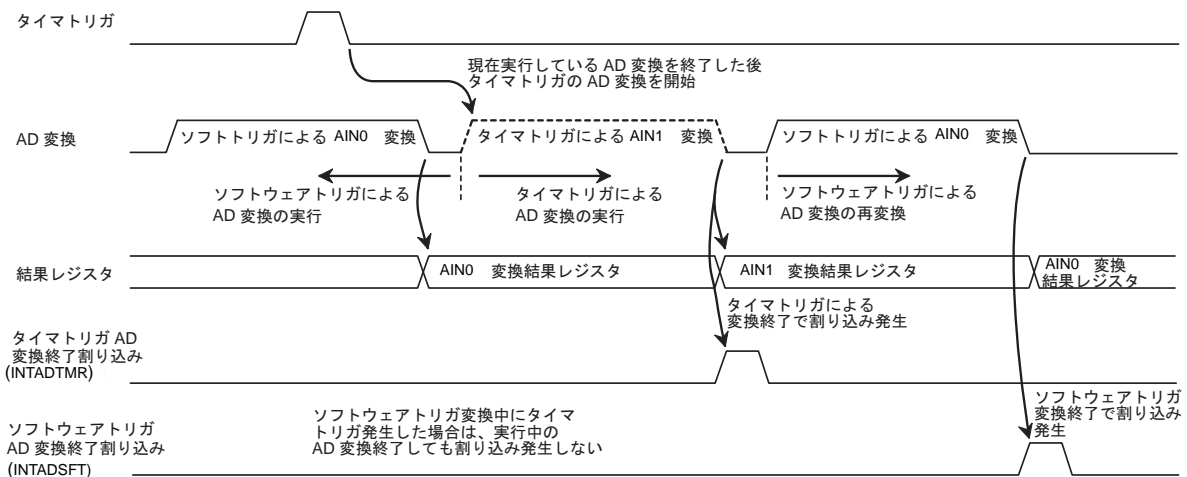 タイマトリガ
現在実行している AD 変換を終了した後
タイマトリガの AD 変換を開始
AD 変換
ソフトトリガによる AIN0 変換
タイマトリガによる AIN1 変換
ソフトトリガによる AIN0 変換
ソフトウェアトリガによる
AD 変換の実行
タイマトリガによる
AD 変換の実行
ソフトウェアトリガによる
AD 変換の再変換
結果レジスタ
AIN0 変換結果レジスタ
AIN1 変換結果レジスタ
AIN0 変換
結果レジスタ
タイマトリガによる
変換終了で割り込み発生
タイマトリガ AD
変換終了割り込み
(INTADTMR)
ソフトウェアトリガ
変換終了で割り込み
発生
ソフトウェアトリガ変換中にタイマ
トリガ発生した場合は、実行中の
AD 変換終了しても割り込み発生しない
ソフトウェアトリガ
AD 変換終了割り込み
(INTADSFT)